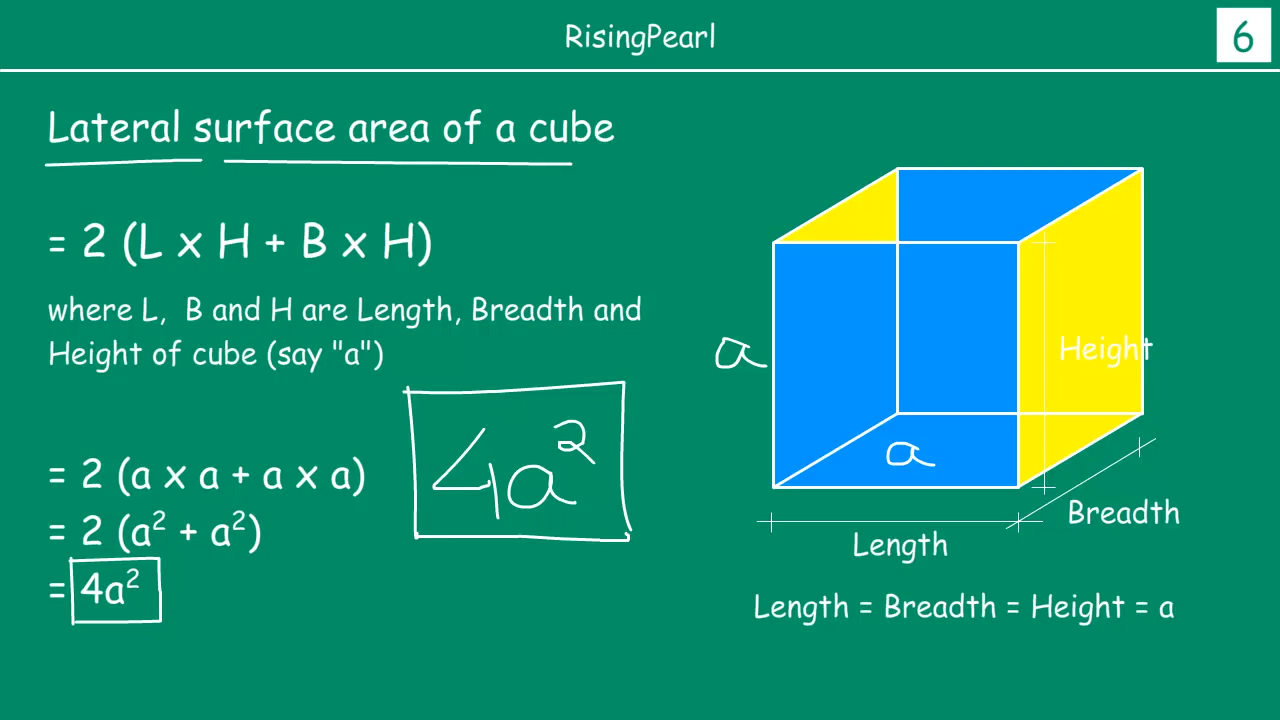 RisingPearl
6
Lateral surface area of a cube
= 2 (L x H + B x H)
where L, B and H are Length, Breadth and
Height of cube (say "a")
= 2 (a x a + a x a)
= 2 (a² + a²)
= 4a²
4a²
a
a
Height
Breadth
Length
Length = Breadth = Height = a